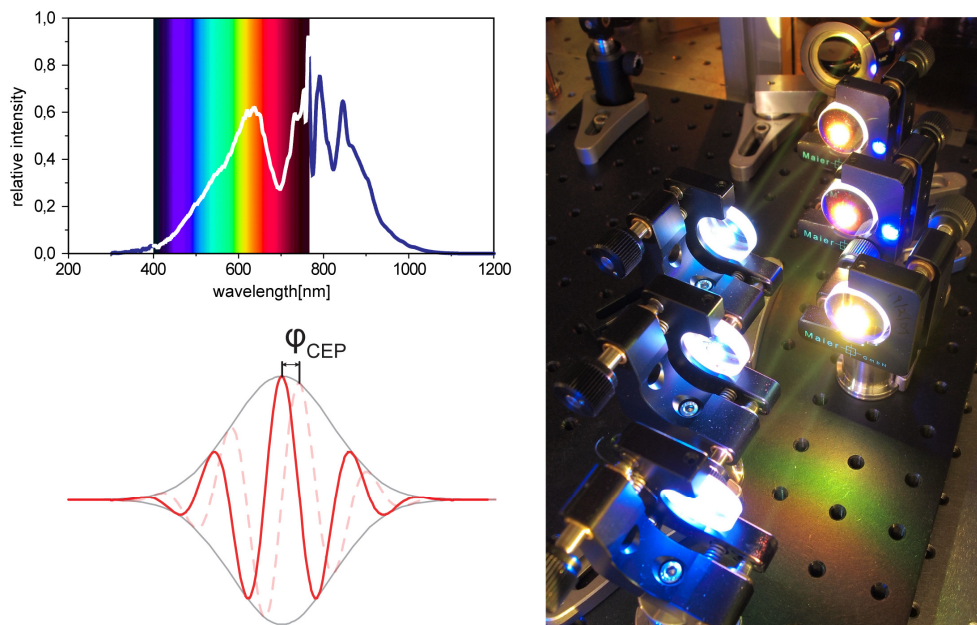 1,0
0,8
0,6
0,4
0,2
0,0
relative intensity
200 400 600 800 1000 1200
wavelength[nm]
φCEP
Maier
Maier
Maier
GmbH